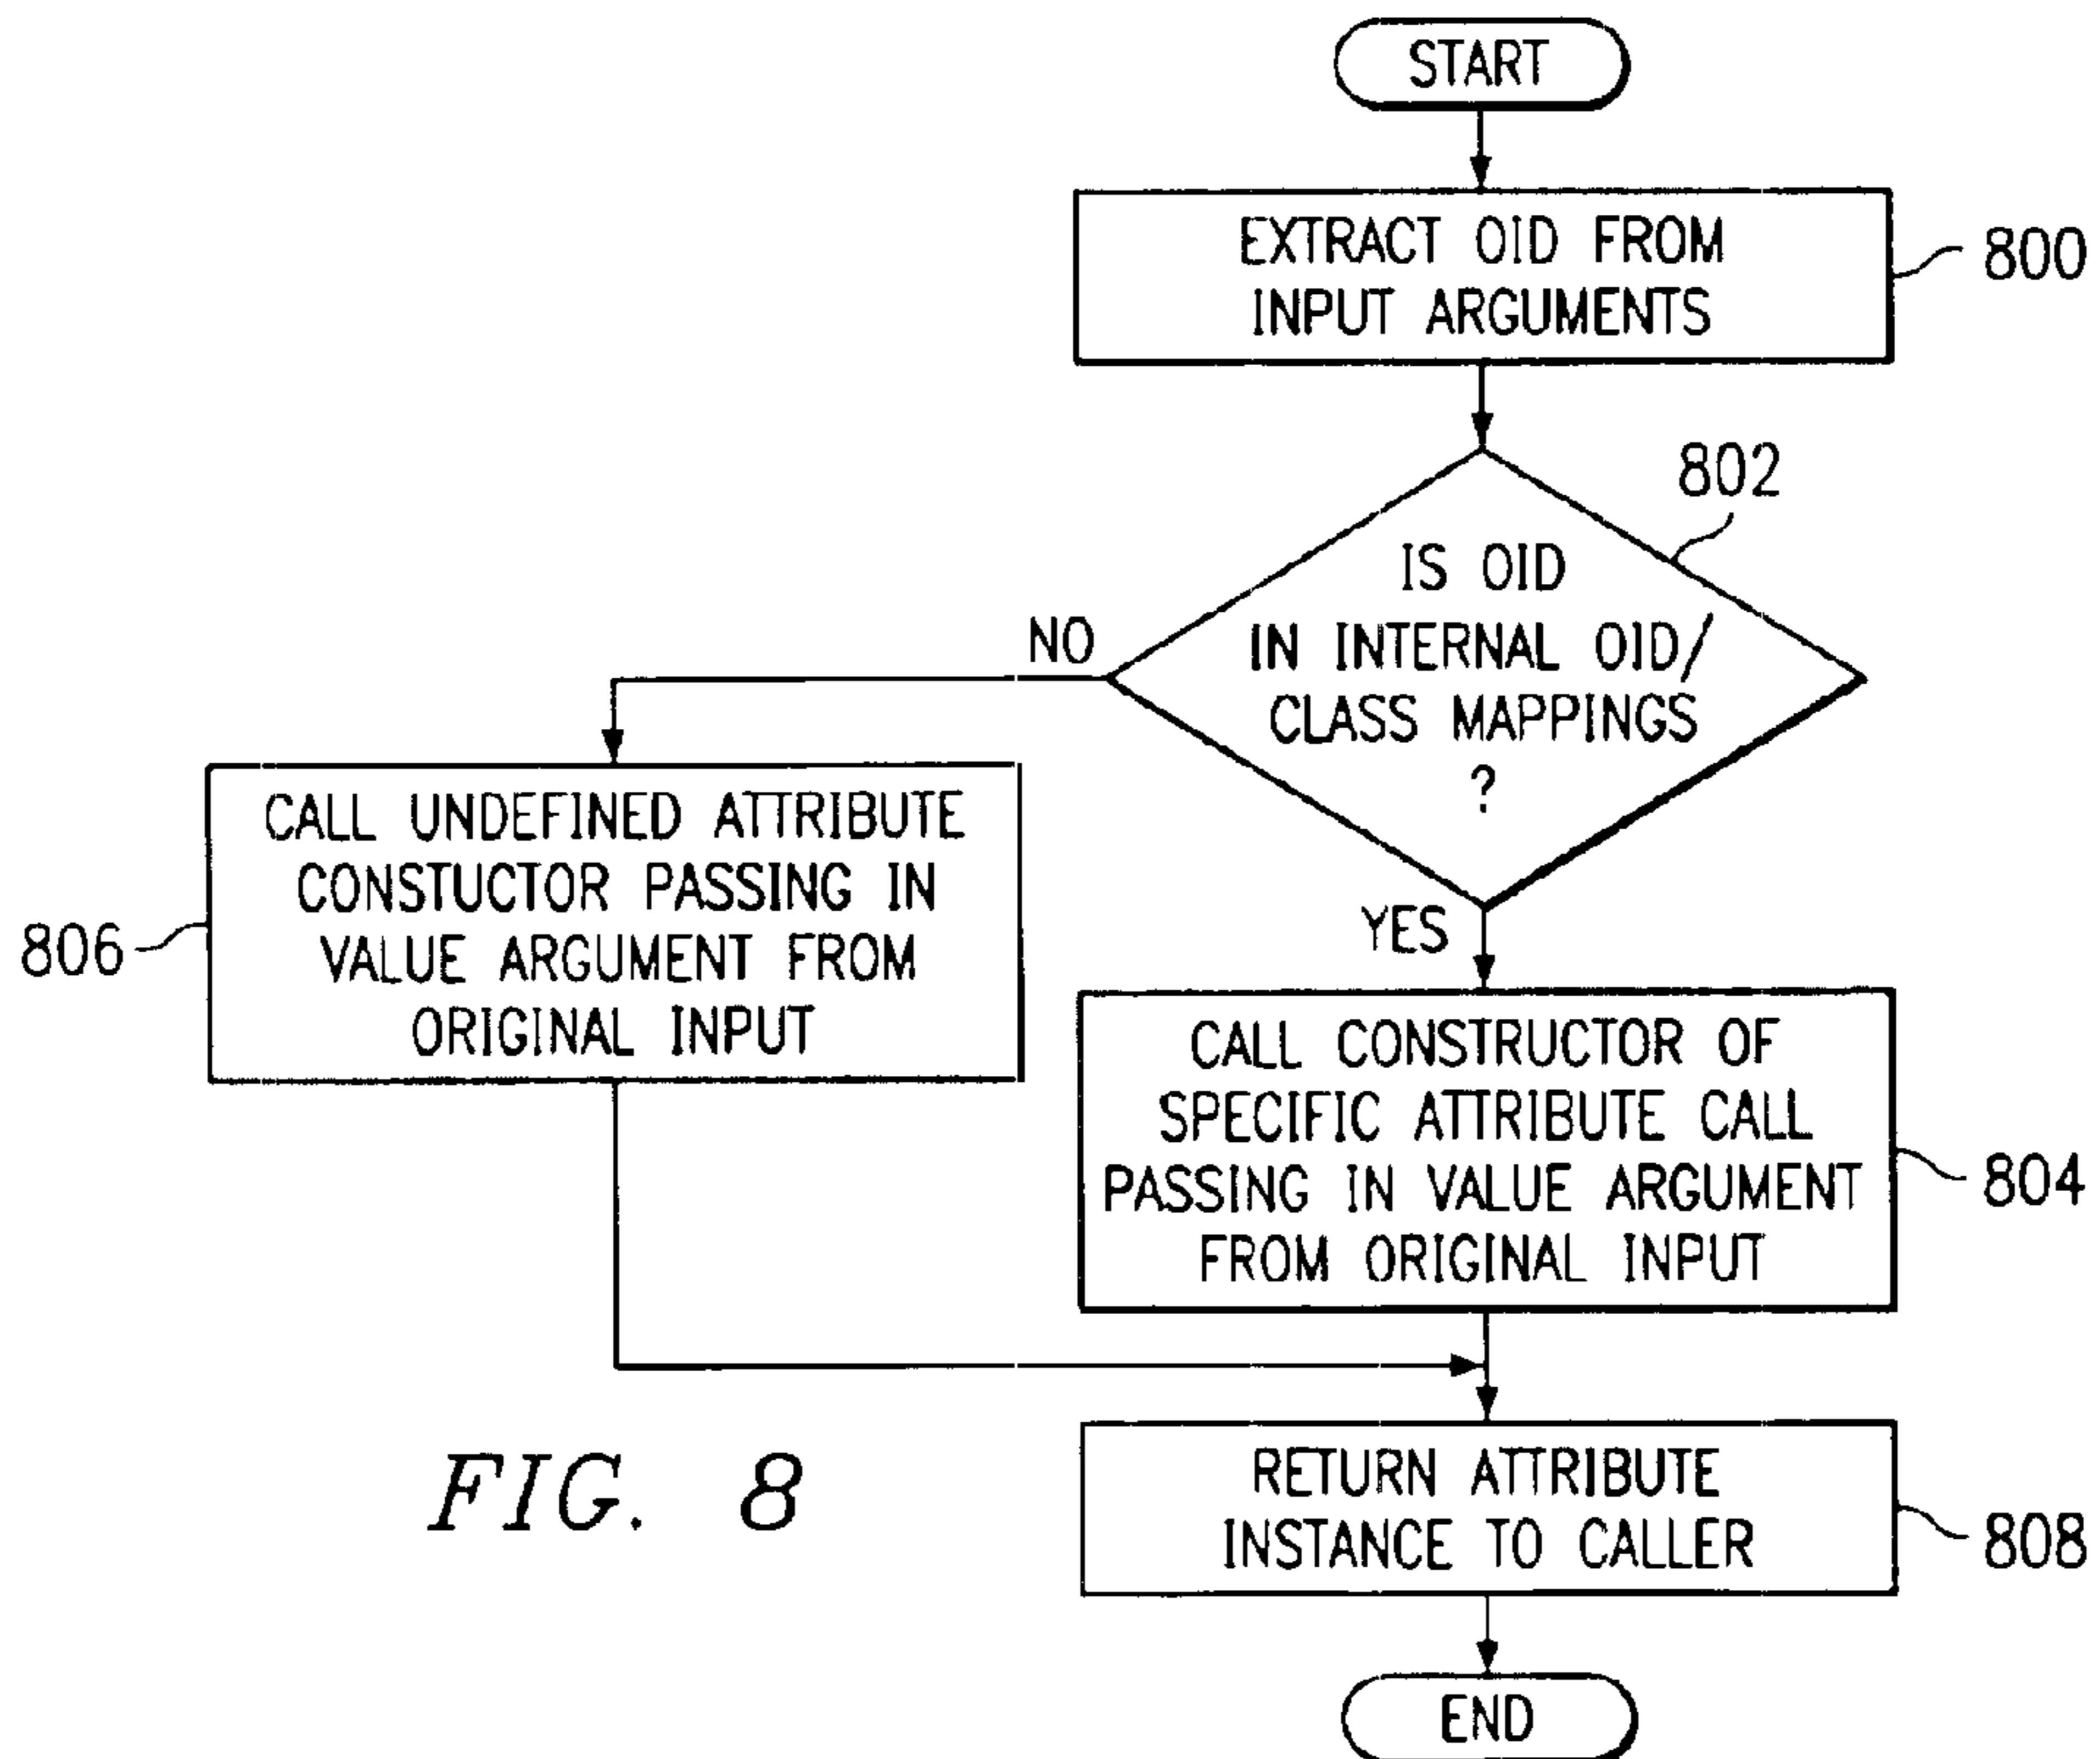 START
EXTRACT OID FROM
INPUT ARGUMENTS
800
802
IS OID
IN INTERNAL OID/
CLASS MAPPINGS
?
NO
YES
CALL UNDEFINED ATTRIBUTE
CONSTUCTOR PASSING IN
VALUE ARGUMENT FROM
ORIGINAL INPUT
806
CALL CONSTRUCTOR OF
SPECIFIC ATTRIBUTE CALL
PASSING IN VALUE ARGUMENT
FROM ORIGINAL INPUT
804
RETURN ATTRIBUTE
INSTANCE TO CALLER
808
END
FIG. 8